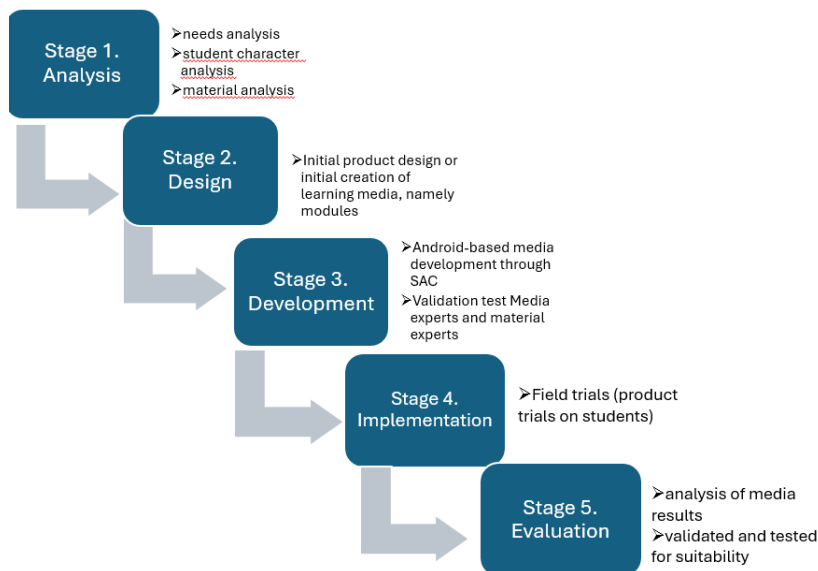 Stage 1.
Analysis
➢needs analysis
➢student character
analysis
➢material analysis
Stage 2.
Design
➢Initial product design or
initial creation of
learning media, namely
modules
Stage 3.
Development
➢Android-based media
development through
SAC
➢Validation test Media
experts and material
experts
Stage 4.
Implementation
➢Field trials (product
trials on students)
Stage 5.
Evaluation
➢analysis of media
results
➢validated and tested
for suitability